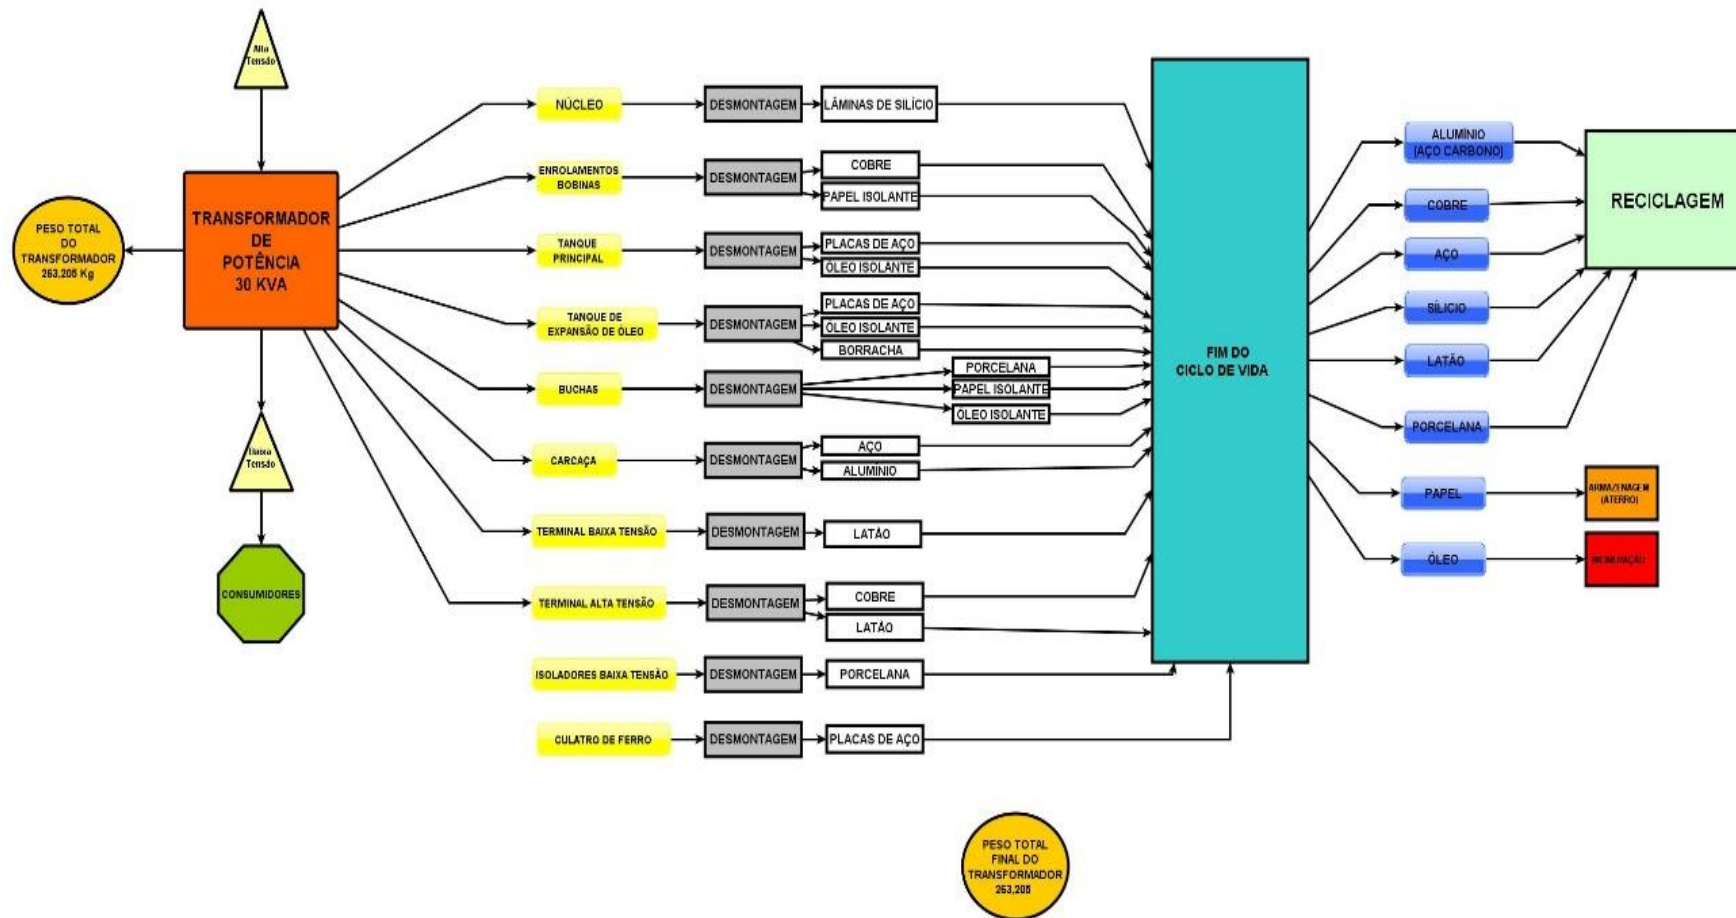 Alta
Tensão
PESO TOTAL
DO
TRANSFORMADOR
263,205 Kg
TRANSFORMADOR
DE
POTÊNCIA
30 KVA
Baixa
Tensão
CONSUMIDORES
NÚCLEO
DESMONTAGEM
LÂMINAS DE SILÍCIO
ENROLAMENTOS
BOBINAS
DESMONTAGEM
COBRE
PAPEL ISOLANTE
TANQUE
PRINCIPAL
DESMONTAGEM
PLACAS DE AÇO
ÓLEO ISOLANTE
TANQUE DE
EXPANSÃO DE ÓLEO
DESMONTAGEM
PLACAS DE AÇO
ÓLEO ISOLANTE
BORRACHA
BUCHAS
DESMONTAGEM
PORCELANA
PAPEL ISOLANTE
ÓLEO ISOLANTE
CARCAÇA
DESMONTAGEM
AÇO
ALUMÍNIO
TERMINAL BAIXA TENSÃO
DESMONTAGEM
LATÃO
TERMINAL ALTA TENSÃO
DESMONTAGEM
COBRE
LATÃO
ISOLADORES BAIXA TENSÃO
DESMONTAGEM
PORCELANA
CULATRO DE FERRO
DESMONTAGEM
PLACAS DE AÇO
FIM DO
CICLO DE VIDA
ALUMÍNIO
(AÇO CARBONO)
COBRE
AÇO
SÍLICIO
LATÃO
PORCELANA
PAPEL
ÓLEO
RECICLAGEM
ARMAZENAGEM
(ATERRO)
INCINERAÇÃO
PESO TOTAL
FINAL DO
TRANSFORMADOR
263,205